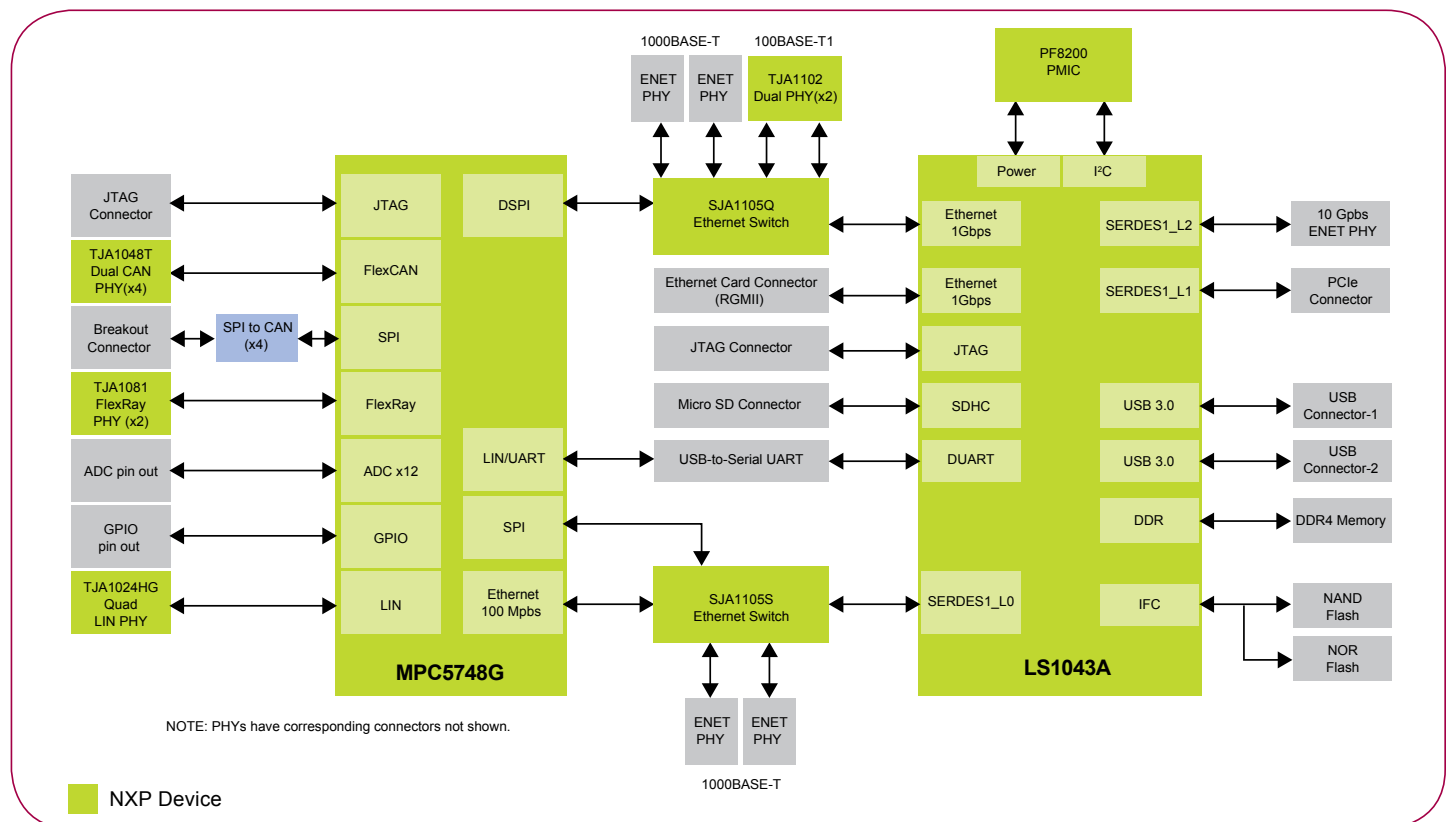 1000BASE-T
100BASE-T1
ENET
PHY
ENET
PHY
TJA1102
Dual PHY(x2)
PF8200
PMIC
JTAG
Connector
TJA1048T
Dual CAN
PHY(x4)
Breakout
Connector
SPI to CAN
(x4)
TJA1081
FlexRay
PHY (x2)
ADC pin out
GPIO
pin out
TJA1024HG
Quad
LIN PHY
JTAG
FlexCAN
SPI
FlexRay
ADC x12
GPIO
LIN
DSPI
LIN/UART
SPI
Ethernet
100 Mpbs
MPC5748G
SJA1105Q
Ethernet Switch
Ethernet Card Connector
(RGMII)
JTAG Connector
Micro SD Connector
USB-to-Serial UART
SJA1105S
Ethernet Switch
ENET
PHY
ENET
PHY
1000BASE-T
Power
I²C
Ethernet
1Gbps
Ethernet
1Gbps
JTAG
SDHC
DUART
SERDES1_L0
SERDES1_L2
SERDES1_L1
USB 3.0
USB 3.0
DDR
IFC
LS1043A
10 Gpbs
ENET PHY
PCIe
Connector
USB
Connector-1
USB
Connector-2
DDR4 Memory
NAND
Flash
NOR
Flash
NOTE: PHYs have corresponding connectors not shown.
NXP Device